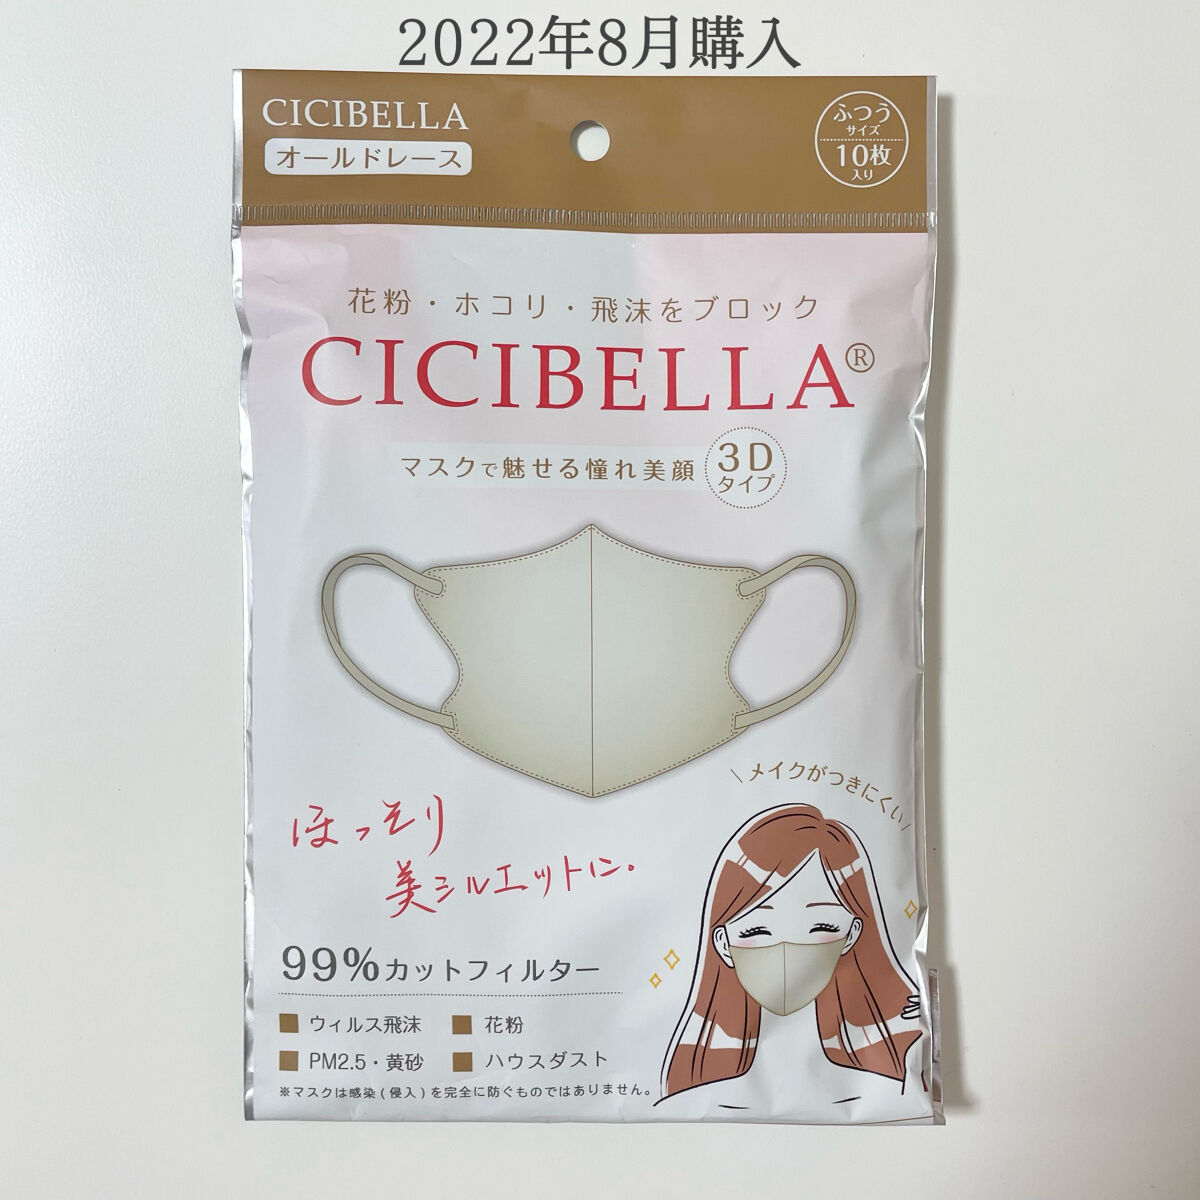 2022年8月購入
CICIBELLA
オールドレース
ふつう
サイズ
10枚
入り
花粉・ホコリ・飛沫をブロック
CICIBELLA®
マスクで魅せる憧れ美顔
3D
タイプ
\メイクがつきにくい/
ほっそり
美シルエットに。
99%カットフィルター
■ ウィルス飛沫 ■ 花粉
■ PM2.5・黄砂 ■ ハウスダスト
※マスクは感染(侵入)を完全に防ぐものではありません。